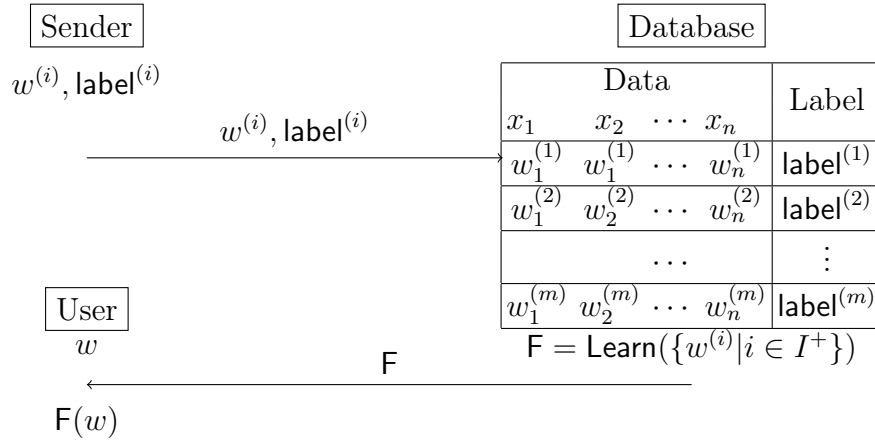 Sender
Database
w^{(i)}, label^{(i)}
Data
Label
x_1 x_2 ⋯ x_n
w^{(i)}, label^{(i)}
w_1^{(1)} w_1^{(1)} ⋯ w_n^{(1)} label^{(1)}
w_1^{(2)} w_2^{(2)} ⋯ w_n^{(2)} label^{(2)}
⋯ ⋮
w_1^{(m)} w_2^{(m)} ⋯ w_n^{(m)} label^{(m)}
User
w
F = Learn({w^{(i)}|i ∈ I^+})
F
F(w)